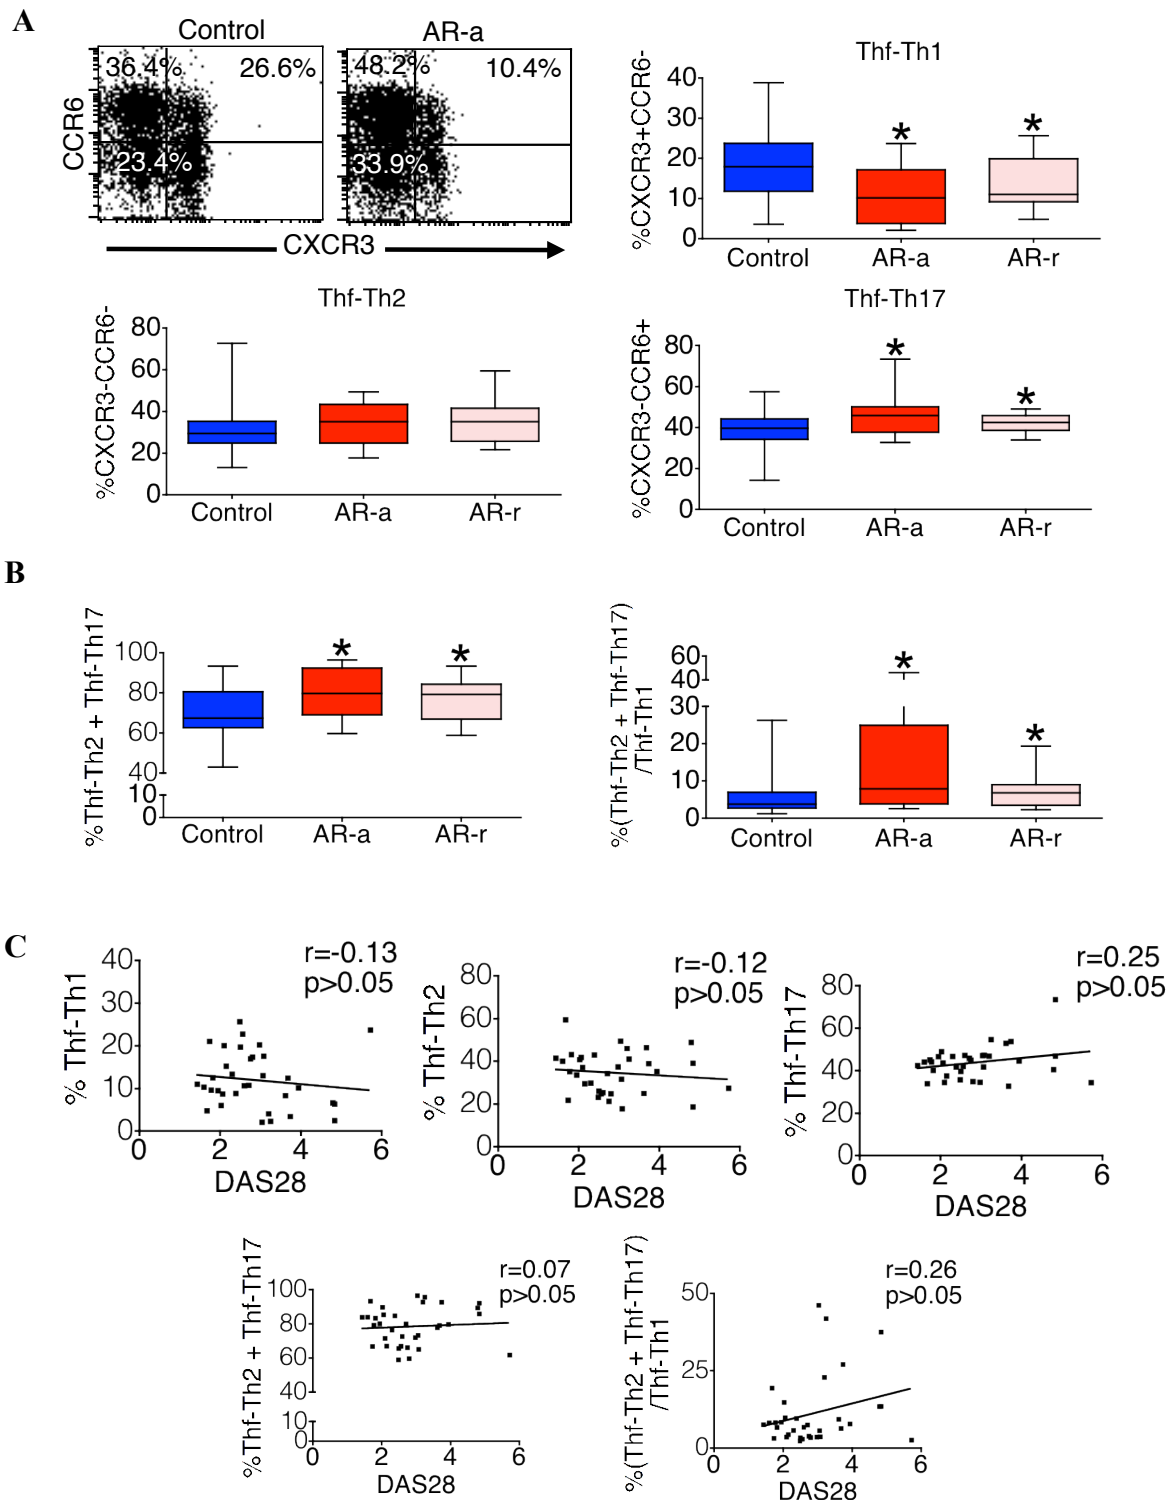 A
Control
AR-a
36.4%
26.6%
48.2%
10.4%
CCR6
23.4%
33.9%
CXCR3
Thf-Th1
%CXCR3+CCR6-
40
30
20
10
0
*
*
Control
AR-a
AR-r
Thf-Th2
%CXCR3-CCR6-
80
60
40
20
0
Control
AR-a
AR-r
Thf-Th17
%CXCR3-CCR6+
80
60
40
20
0
*
*
Control
AR-a
AR-r
B
%Thf-Th2 + Thf-Th17
100
80
60
40
10
0
*
*
Control
AR-a
AR-r
%(Thf-Th2 + Thf-Th17)
/Thf-Th1
60
40
30
20
10
0
*
*
Control
AR-a
AR-r
C
% Thf-Th1
40
30
20
10
0
r=-0.13
p>0.05
0
2
4
6
DAS28
% Thf-Th2
80
60
40
20
0
r=-0.12
p>0.05
0
2
4
6
DAS28
% Thf-Th17
80
60
40
20
0
r=0.25
p>0.05
0
2
4
6
DAS28
%Thf-Th2 + Thf-Th17
100
80
60
40
10
0
r=0.07
p>0.05
0
2
4
6
DAS28
%(Thf-Th2 + Thf-Th17)
/Thf-Th1
50
25
0
r=0.26
p>0.05
0
2
4
6
DAS28